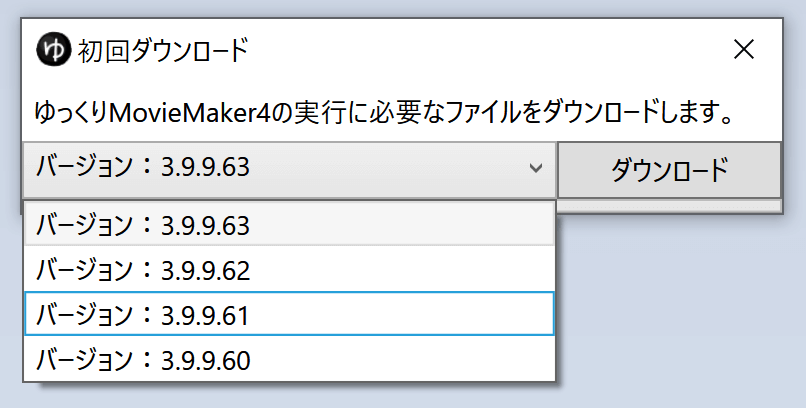 ゆ 初回ダウンロード
ゆっくりMovieMaker4の実行に必要なファイルをダウンロードします。
バージョン：3.9.9.63 ダウンロード
バージョン：3.9.9.63
バージョン：3.9.9.62
バージョン：3.9.9.61
バージョン：3.9.9.60